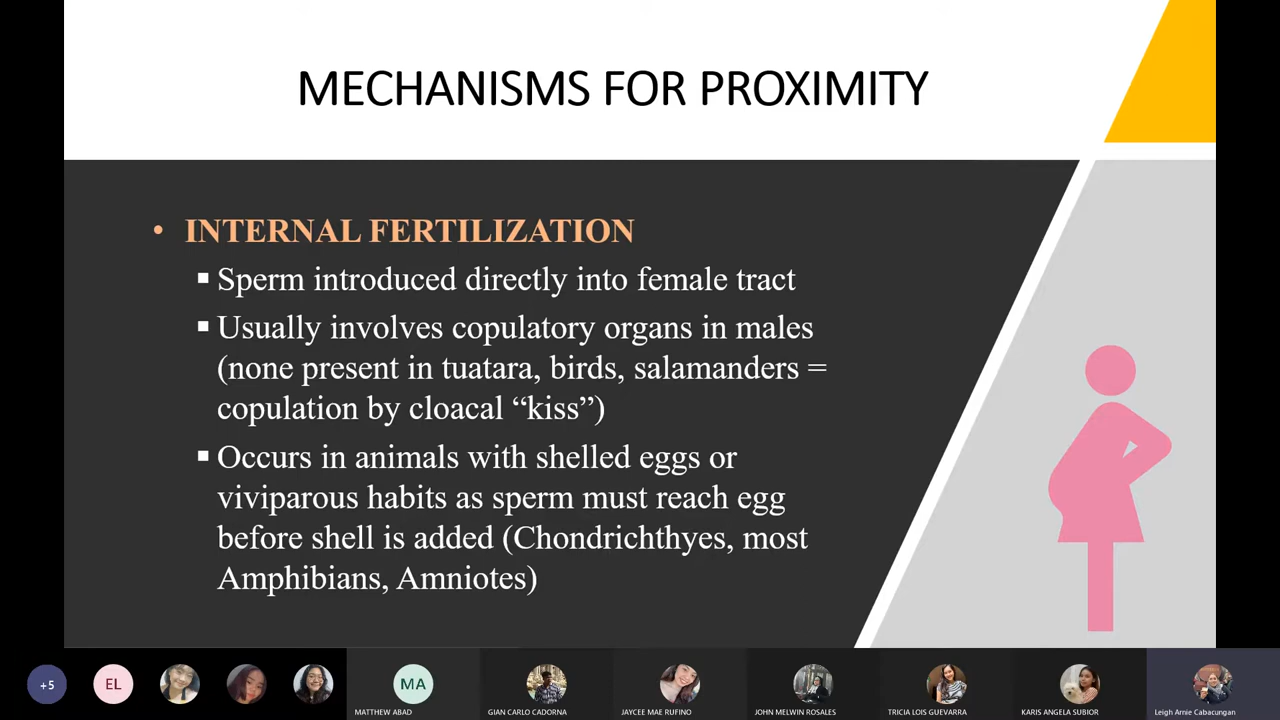 MECHANISMS FOR PROXIMITY
• INTERNAL FERTILIZATION
▪ Sperm introduced directly into female tract
▪ Usually involves copulatory organs in males
(none present in tuatara, birds, salamanders =
copulation by cloacal “kiss”)
▪ Occurs in animals with shelled eggs or
viviparous habits as sperm must reach egg
before shell is added (Chondrichthyes, most
Amphibians, Amniotes)
+5
EL
MA
MATTHEW ABAD
GIAN CARLO CADORNA
JAYCEE MAE RUFINO
JOHN MELWIN ROSALES
TRICIA LOIS GUEVARRA
KARIS ANGELA SUBIOR
Leigh Arnie Cabacungan